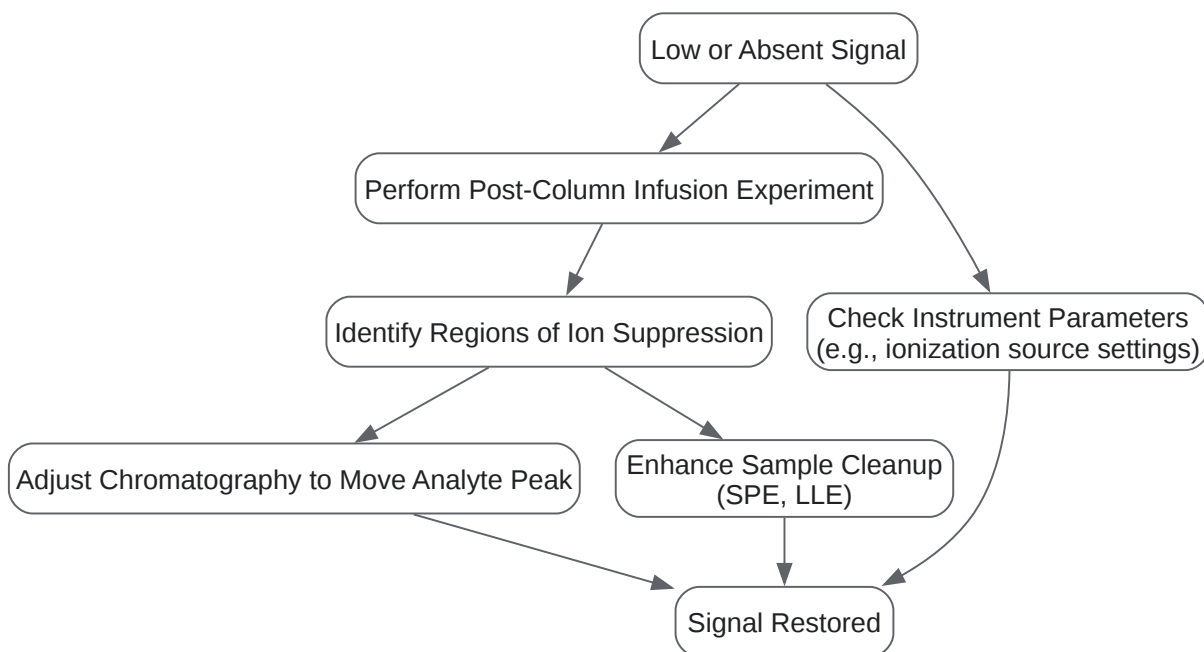 Low or Absent Signal
Perform Post-Column Infusion Experiment
Identify Regions of Ion Suppression
Check Instrument Parameters
(e.g., ionization source settings)
Adjust Chromatography to Move Analyte Peak
Enhance Sample Cleanup
(SPE, LLE)
Signal Restored